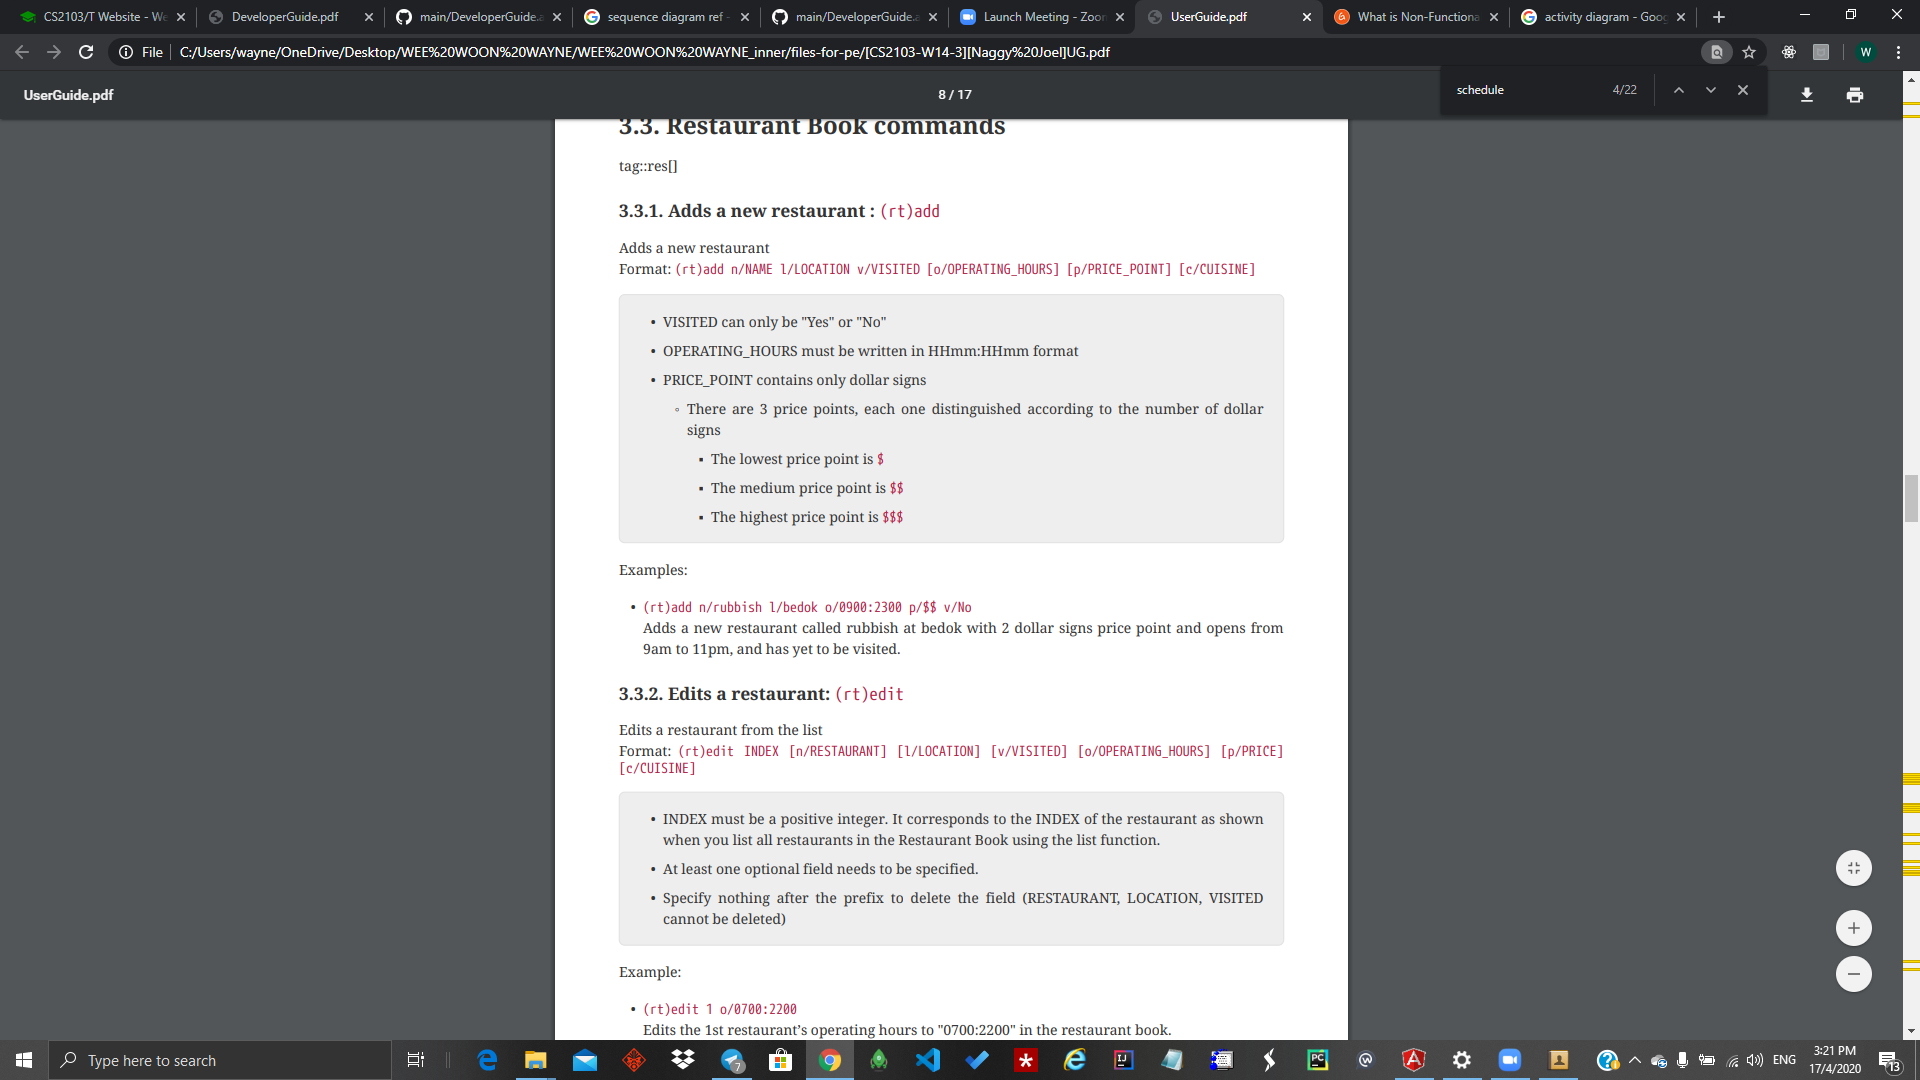 CS2103/T Website - We
DeveloperGuide.pdf
main/DeveloperGuide.a
sequence diagram ref -
main/DeveloperGuide.a
Launch Meeting - Zoom
UserGuide.pdf
What is Non-Functiona
activity diagram - Goog
File
C:/Users/wayne/OneDrive/Desktop/WEE%20WOON%20WAYNE/WEE%20WOON%20WAYNE_inner/files-for-pe/[CS2103-W14-3][Naggy%20Joel]UG.pdf
W
UserGuide.pdf
8 / 17
schedule
4/22
3.3. Restaurant Book commands
tag::res[]
3.3.1. Adds a new restaurant : (rt)add
Adds a new restaurant
Format: (rt)add n/NAME l/LOCATION v/VISITED [o/OPERATING_HOURS] [p/PRICE_POINT] [c/CUISINE]
• VISITED can only be "Yes" or "No"
• OPERATING_HOURS must be written in HHmm:HHmm format
• PRICE_POINT contains only dollar signs
◦ There are 3 price points, each one distinguished according to the number of dollar
signs
▪ The lowest price point is $
▪ The medium price point is $$
▪ The highest price point is $$$
Examples:
• (rt)add n/rubbish l/bedok o/0900:2300 p/$$ v/No
Adds a new restaurant called rubbish at bedok with 2 dollar signs price point and opens from
9am to 11pm, and has yet to be visited.
3.3.2. Edits a restaurant: (rt)edit
Edits a restaurant from the list
Format: (rt)edit INDEX [n/RESTAURANT] [l/LOCATION] [v/VISITED] [o/OPERATING_HOURS] [p/PRICE]
[c/CUISINE]
• INDEX must be a positive integer. It corresponds to the INDEX of the restaurant as shown
when you list all restaurants in the Restaurant Book using the list function.
• At least one optional field needs to be specified.
• Specify nothing after the prefix to delete the field (RESTAURANT, LOCATION, VISITED
cannot be deleted)
Example:
• (rt)edit 1 o/0700:2200
Edits the 1st restaurant's operating hours to "0700:2200" in the restaurant book.
Type here to search
7
ENG
3:21 PM
17/4/2020
13